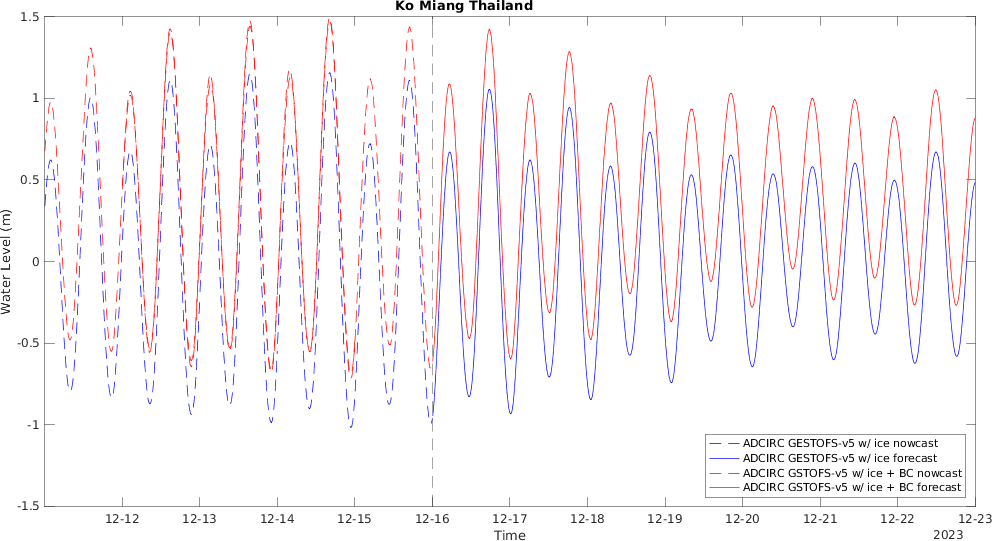 Ko Miang Thailand
1.5
1
0.5
0
-0.5
-1
-1.5
Water Level (m)
ADCIRC GESTOFS-v5 w/ ice nowcast
ADCIRC GESTOFS-v5 w/ ice forecast
ADCIRC GSTOFS-v5 w/ ice + BC nowcast
ADCIRC GSTOFS-v5 w/ ice + BC forecast
12-12 12-13 12-14 12-15 12-16 12-17 12-18 12-19 12-20 12-21 12-22 12-23
Time
2023